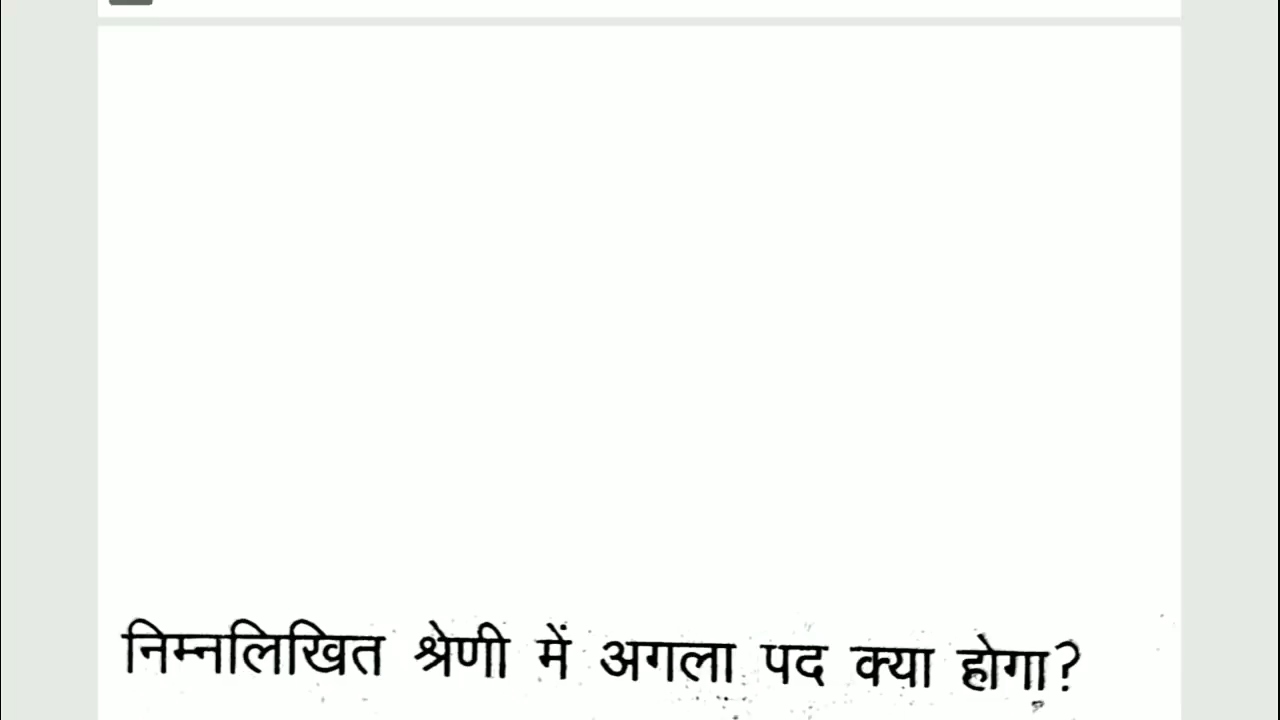 निम्नलिखित श्रेणी में अगला पद क्या होगा?